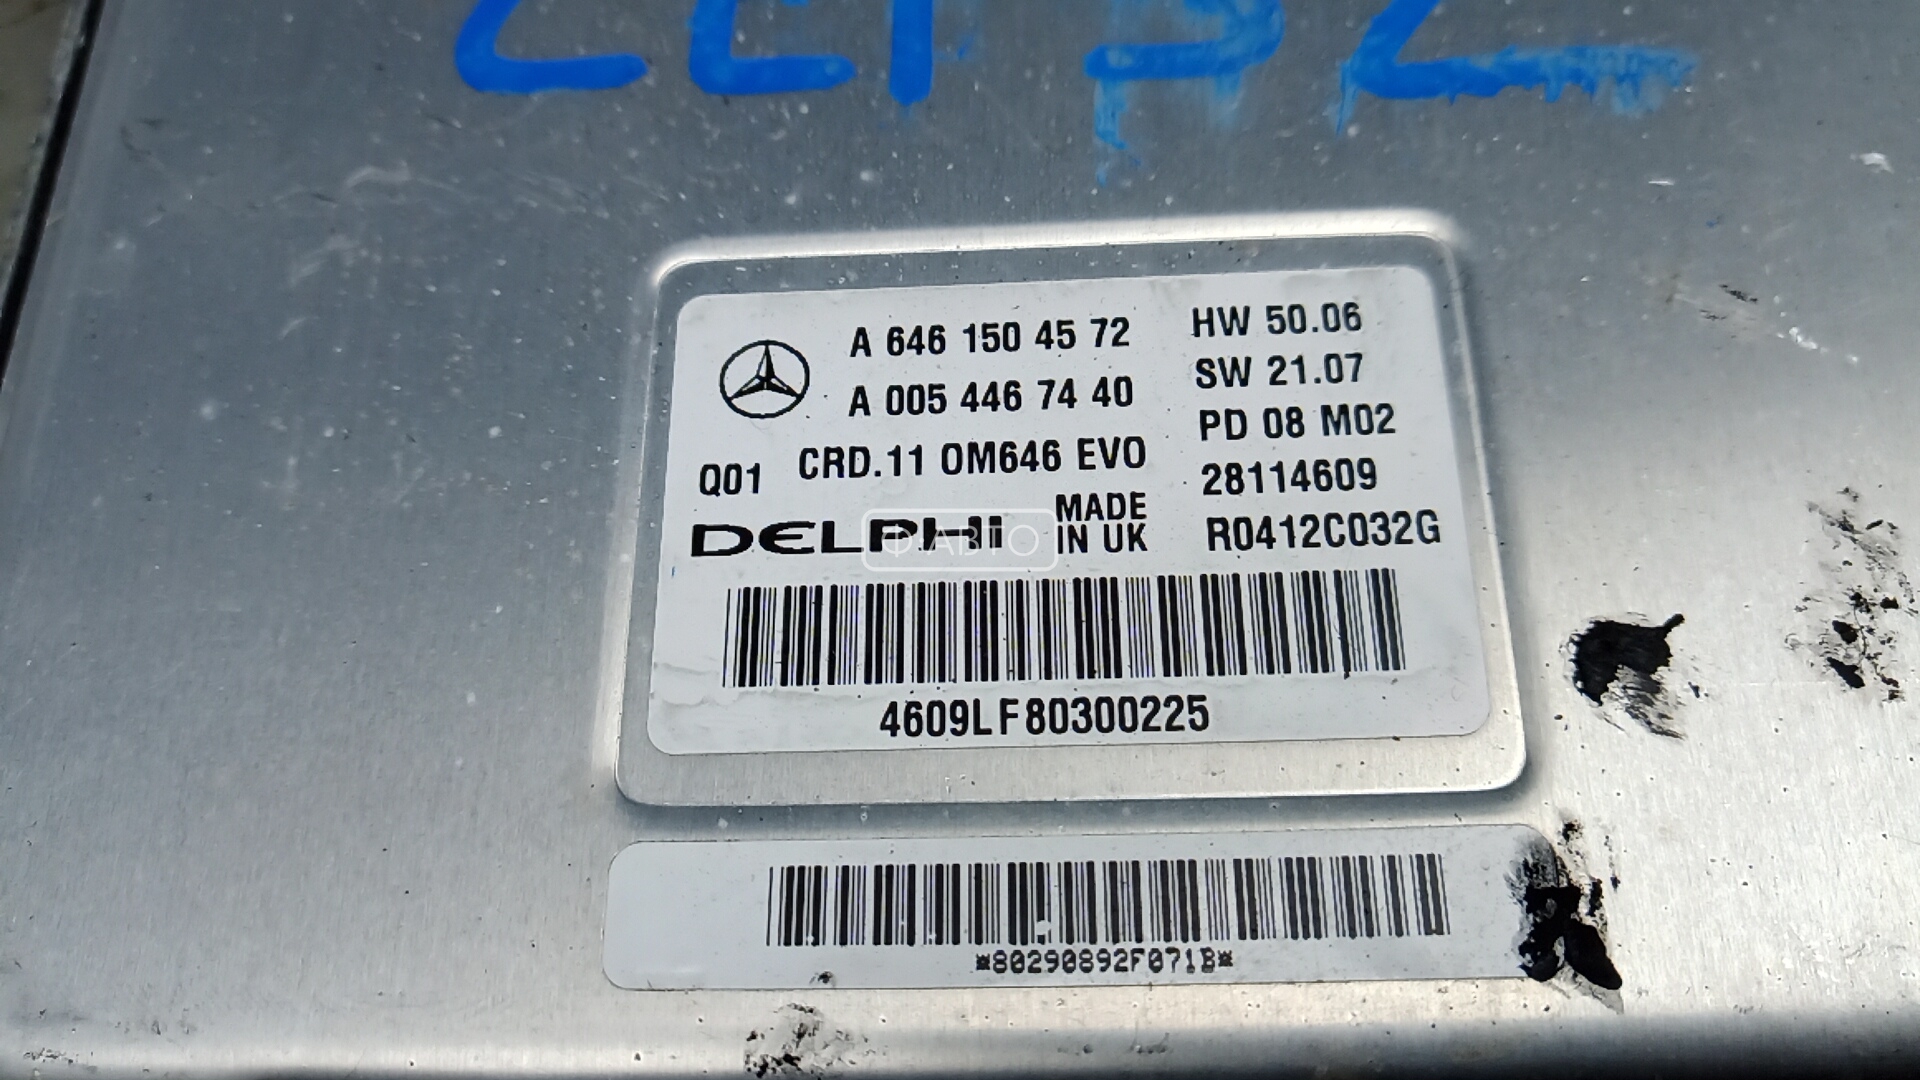 A 646 150 45 72
A 005 446 74 40
Q01 CRD.11 OM646 EVO
DELPHI
MADE
IN UK
HW 50.06
SW 21.07
PD 08 M02
28114609
R0412C032G
Ф-АВТО
4609LF80300225
*80290892F071B*